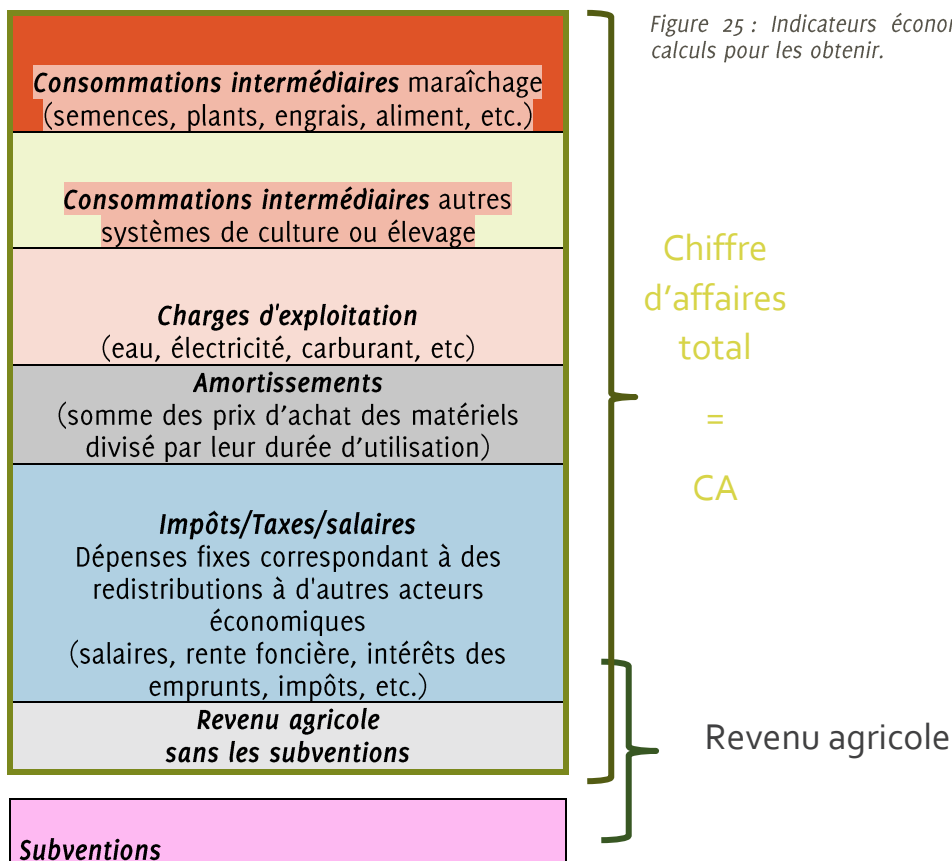 Consommations intermédiaires maraîchage
(semences, plants, engrais, aliment, etc.)
Consommations intermédiaires autres
systèmes de culture ou élevage
Charges d'exploitation
(eau, électricité, carburant, etc)
Amortissements
(somme des prix d’achat des matériels
divisé par leur durée d’utilisation)
Impôts/Taxes/salaires
Dépenses fixes correspondant à des
redistributions à d'autres acteurs
économiques
(salaires, rente foncière, intérêts des
emprunts, impôts, etc.)
Revenu agricole
sans les subventions
Subventions
Figure 25 : Indicateurs écono
calculs pour les obtenir.
Chiffre
d’affaires
total
=
CA
Revenu agricole